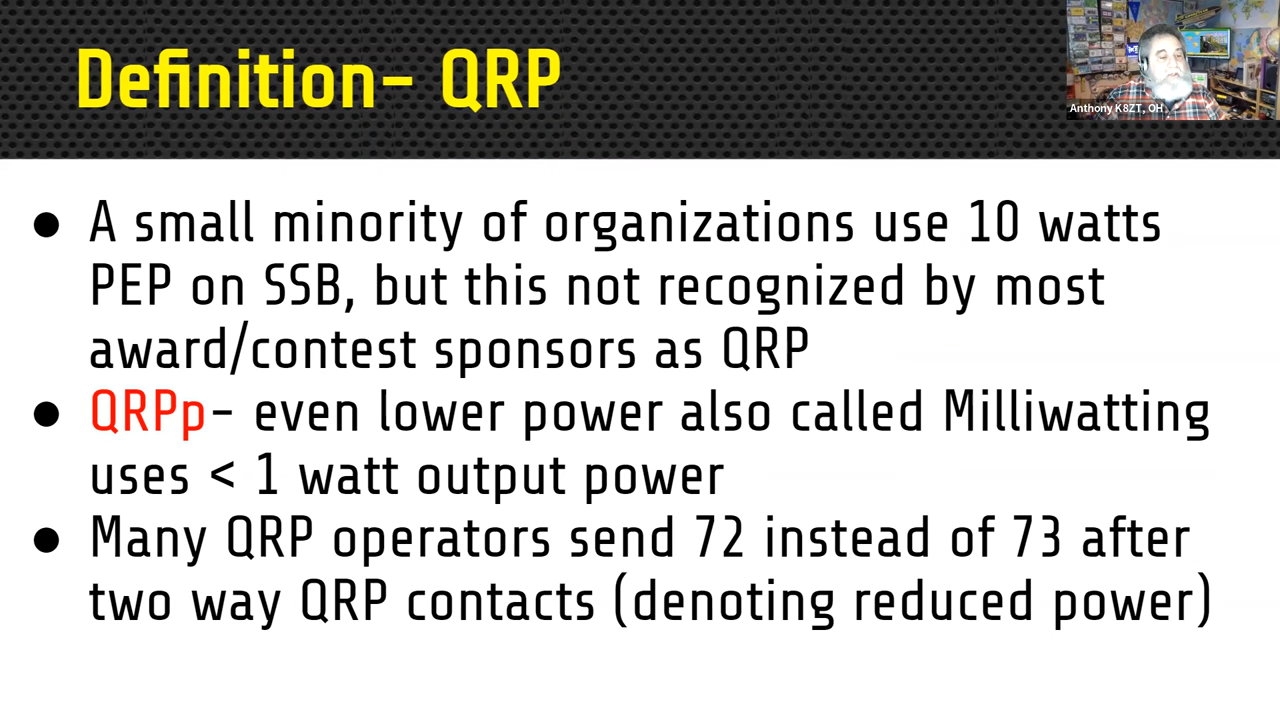 Definition- QRP
Anthony K8ZT, OH
● A small minority of organizations use 10 watts
PEP on SSB, but this not recognized by most
award/contest sponsors as QRP
● QRPp- even lower power also called Milliwatting
uses < 1 watt output power
● Many QRP operators send 72 instead of 73 after
two way QRP contacts (denoting reduced power)